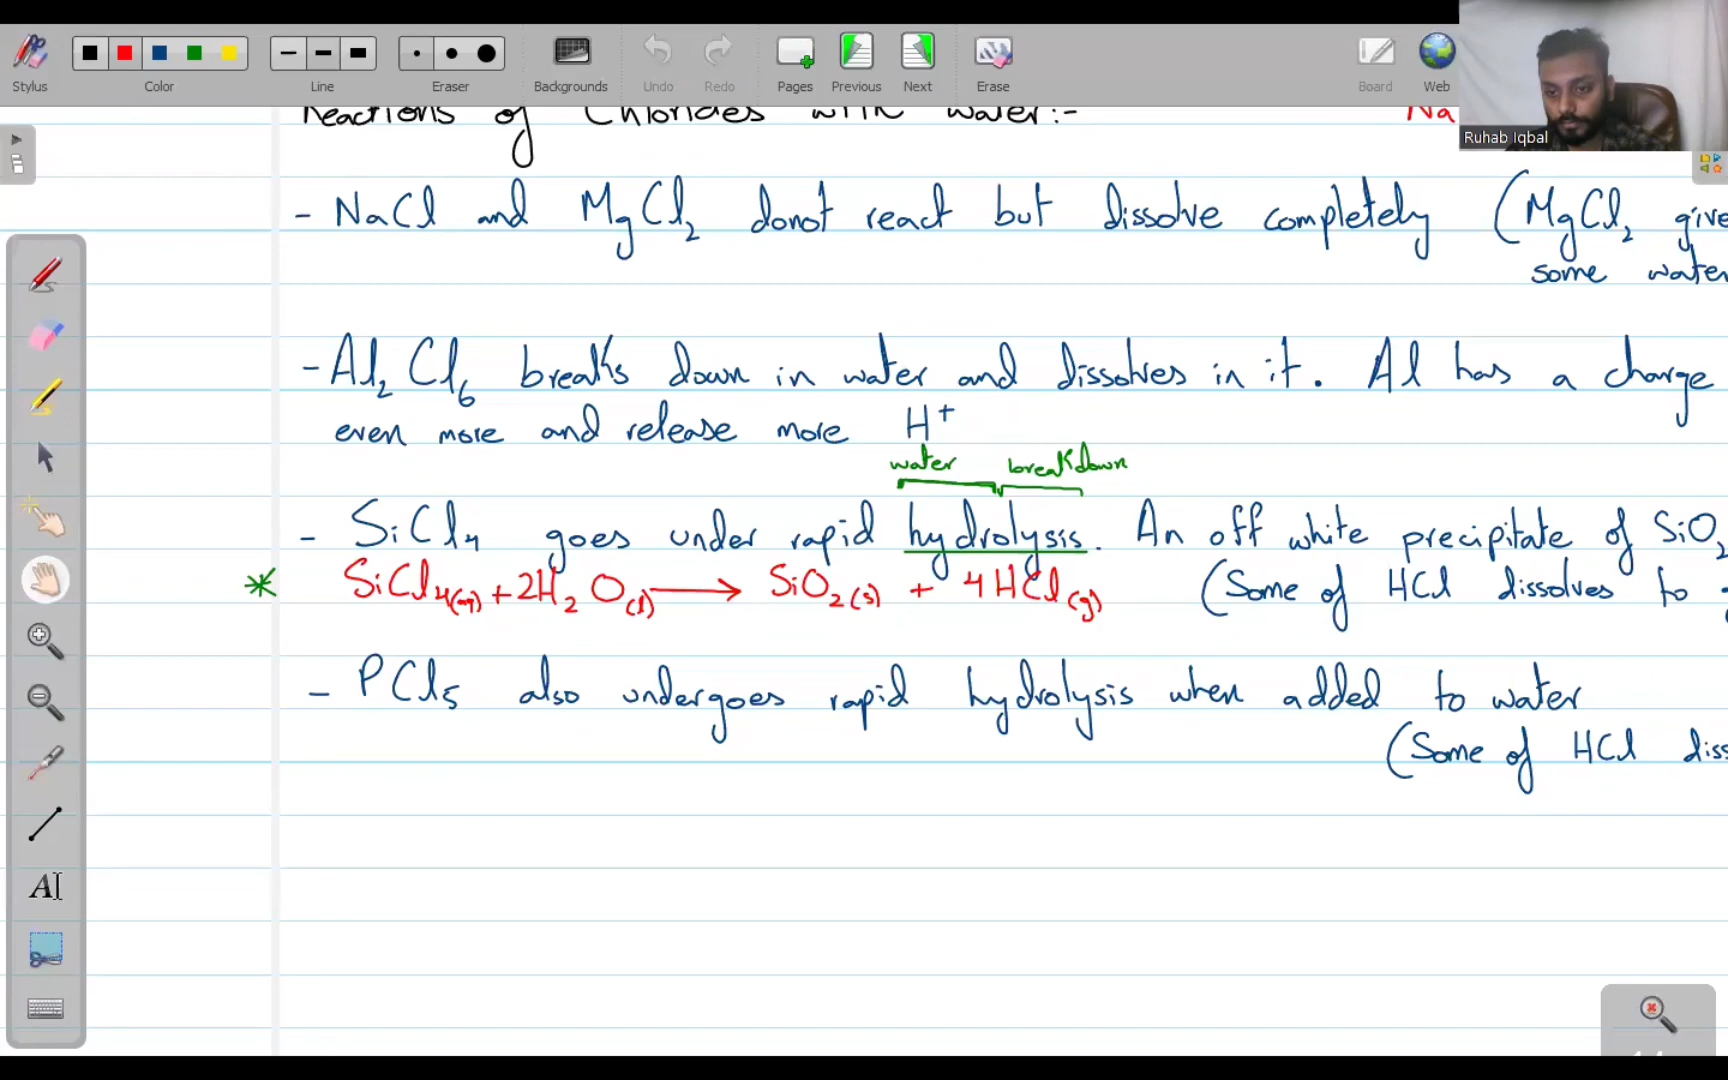 Stylus
Color
Line
Eraser
Backgrounds
Undo
Redo
Pages
Previous
Next
Erase
Board
Web
Ruhab Iqbal
Reactions of Chlorides with water:-
Na
- NaCl and MgCl2 donot react but dissolve completely (MgCl2 give
some water
- Al2Cl6 breaks down in water and dissolves in it. Al has a charge
even more and release more H+
water breakdown
- SiCl4 goes under rapid hydrolysis. An off white precipitate of SiO2
* SiCl4(aq) + 2H2O(l) → SiO2(s) + 4HCl(g) (Some of HCl dissolves to
- PCl5 also undergoes rapid hydrolysis when added to water
(Some of HCl diss
AI